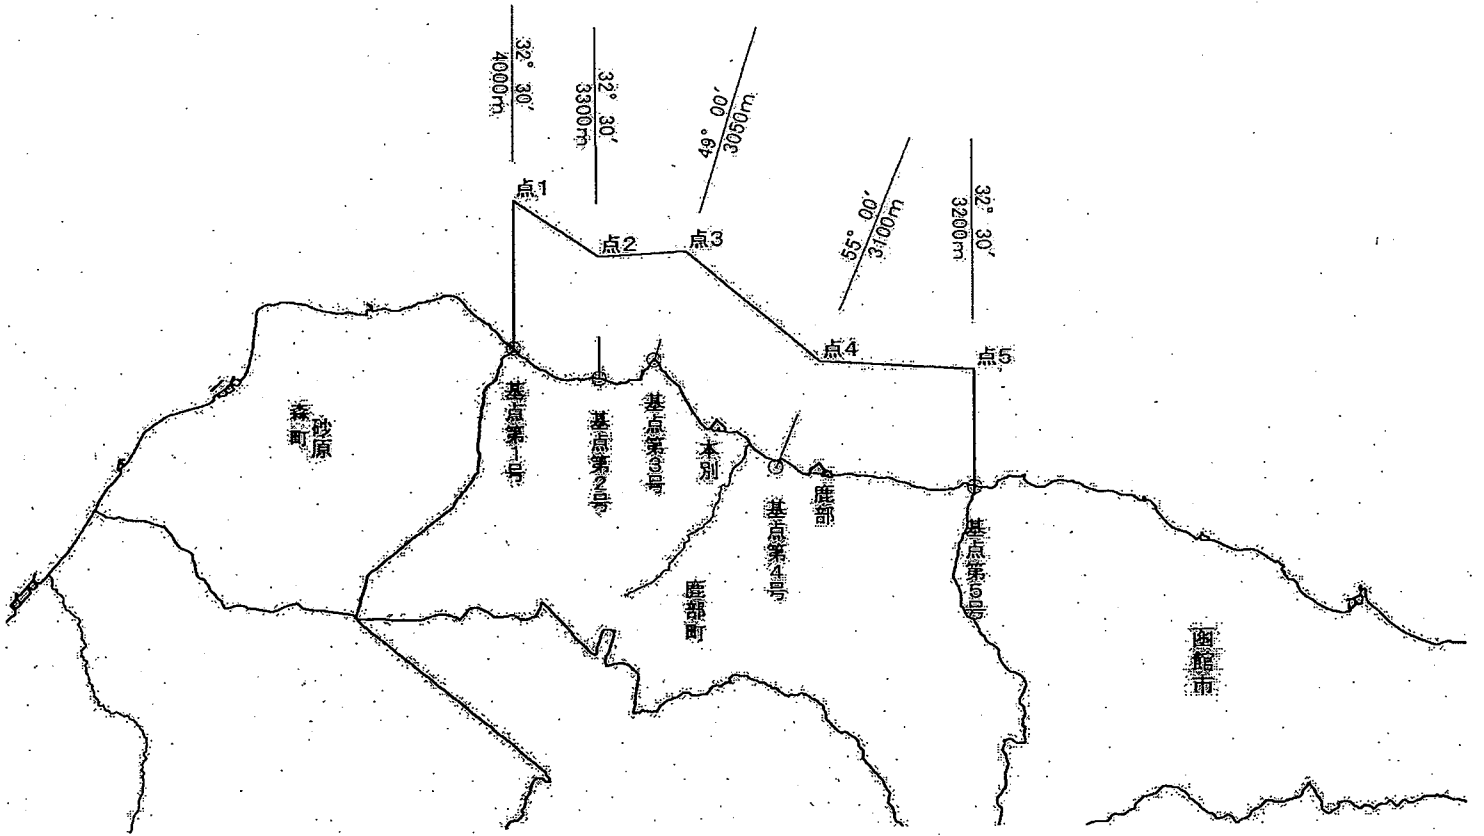 32° 30′
4000m
32° 30′
3300m
49° 00′
3050m
55° 00′
3100m
32° 30′
3200m
点1
点2
点3
点4
点5
森町
砂原
基点第1号
基点第2号
基点第3号
本別
基点第4号
鹿部
基点第5号
鹿部町
函館市